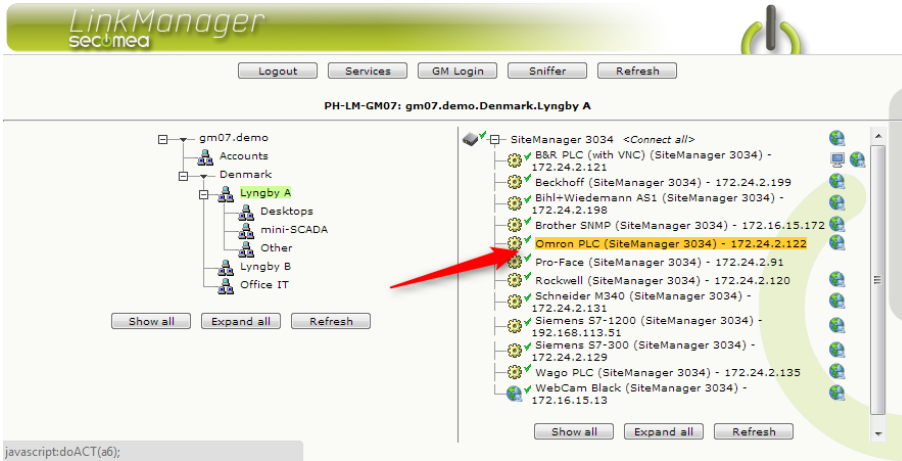 LinkManager
secomea
Logout Services GM Login Sniffer Refresh
PH-LM-GM07: gm07.demo.Denmark.Lyngby A
gm07.demo
Accounts
Denmark
Lyngby A
Desktops
mini-SCADA
Other
Lyngby B
Office IT
Show all Expand all Refresh
SiteManager 3034 <Connect all>
B&R PLC (with VNC) (SiteManager 3034) -
172.24.2.121
Beckhoff (SiteManager 3034) - 172.24.2.199
Bihl+Wiedemann AS1 (SiteManager 3034) -
172.24.2.198
Brother SNMP (SiteManager 3034) - 172.16.15.172
Omron PLC (SiteManager 3034) - 172.24.2.122
Pro-Face (SiteManager 3034) - 172.24.2.91
Rockwell (SiteManager 3034) - 172.24.2.120
Schneider M340 (SiteManager 3034) -
172.24.2.131
Siemens S7-1200 (SiteManager 3034) -
192.168.113.51
Siemens S7-300 (SiteManager 3034) -
172.24.2.129
Wago PLC (SiteManager 3034) - 172.24.2.135
WebCam Black (SiteManager 3034) -
172.16.15.13
Show all Expand all Refresh
javascript:doACT(a6);